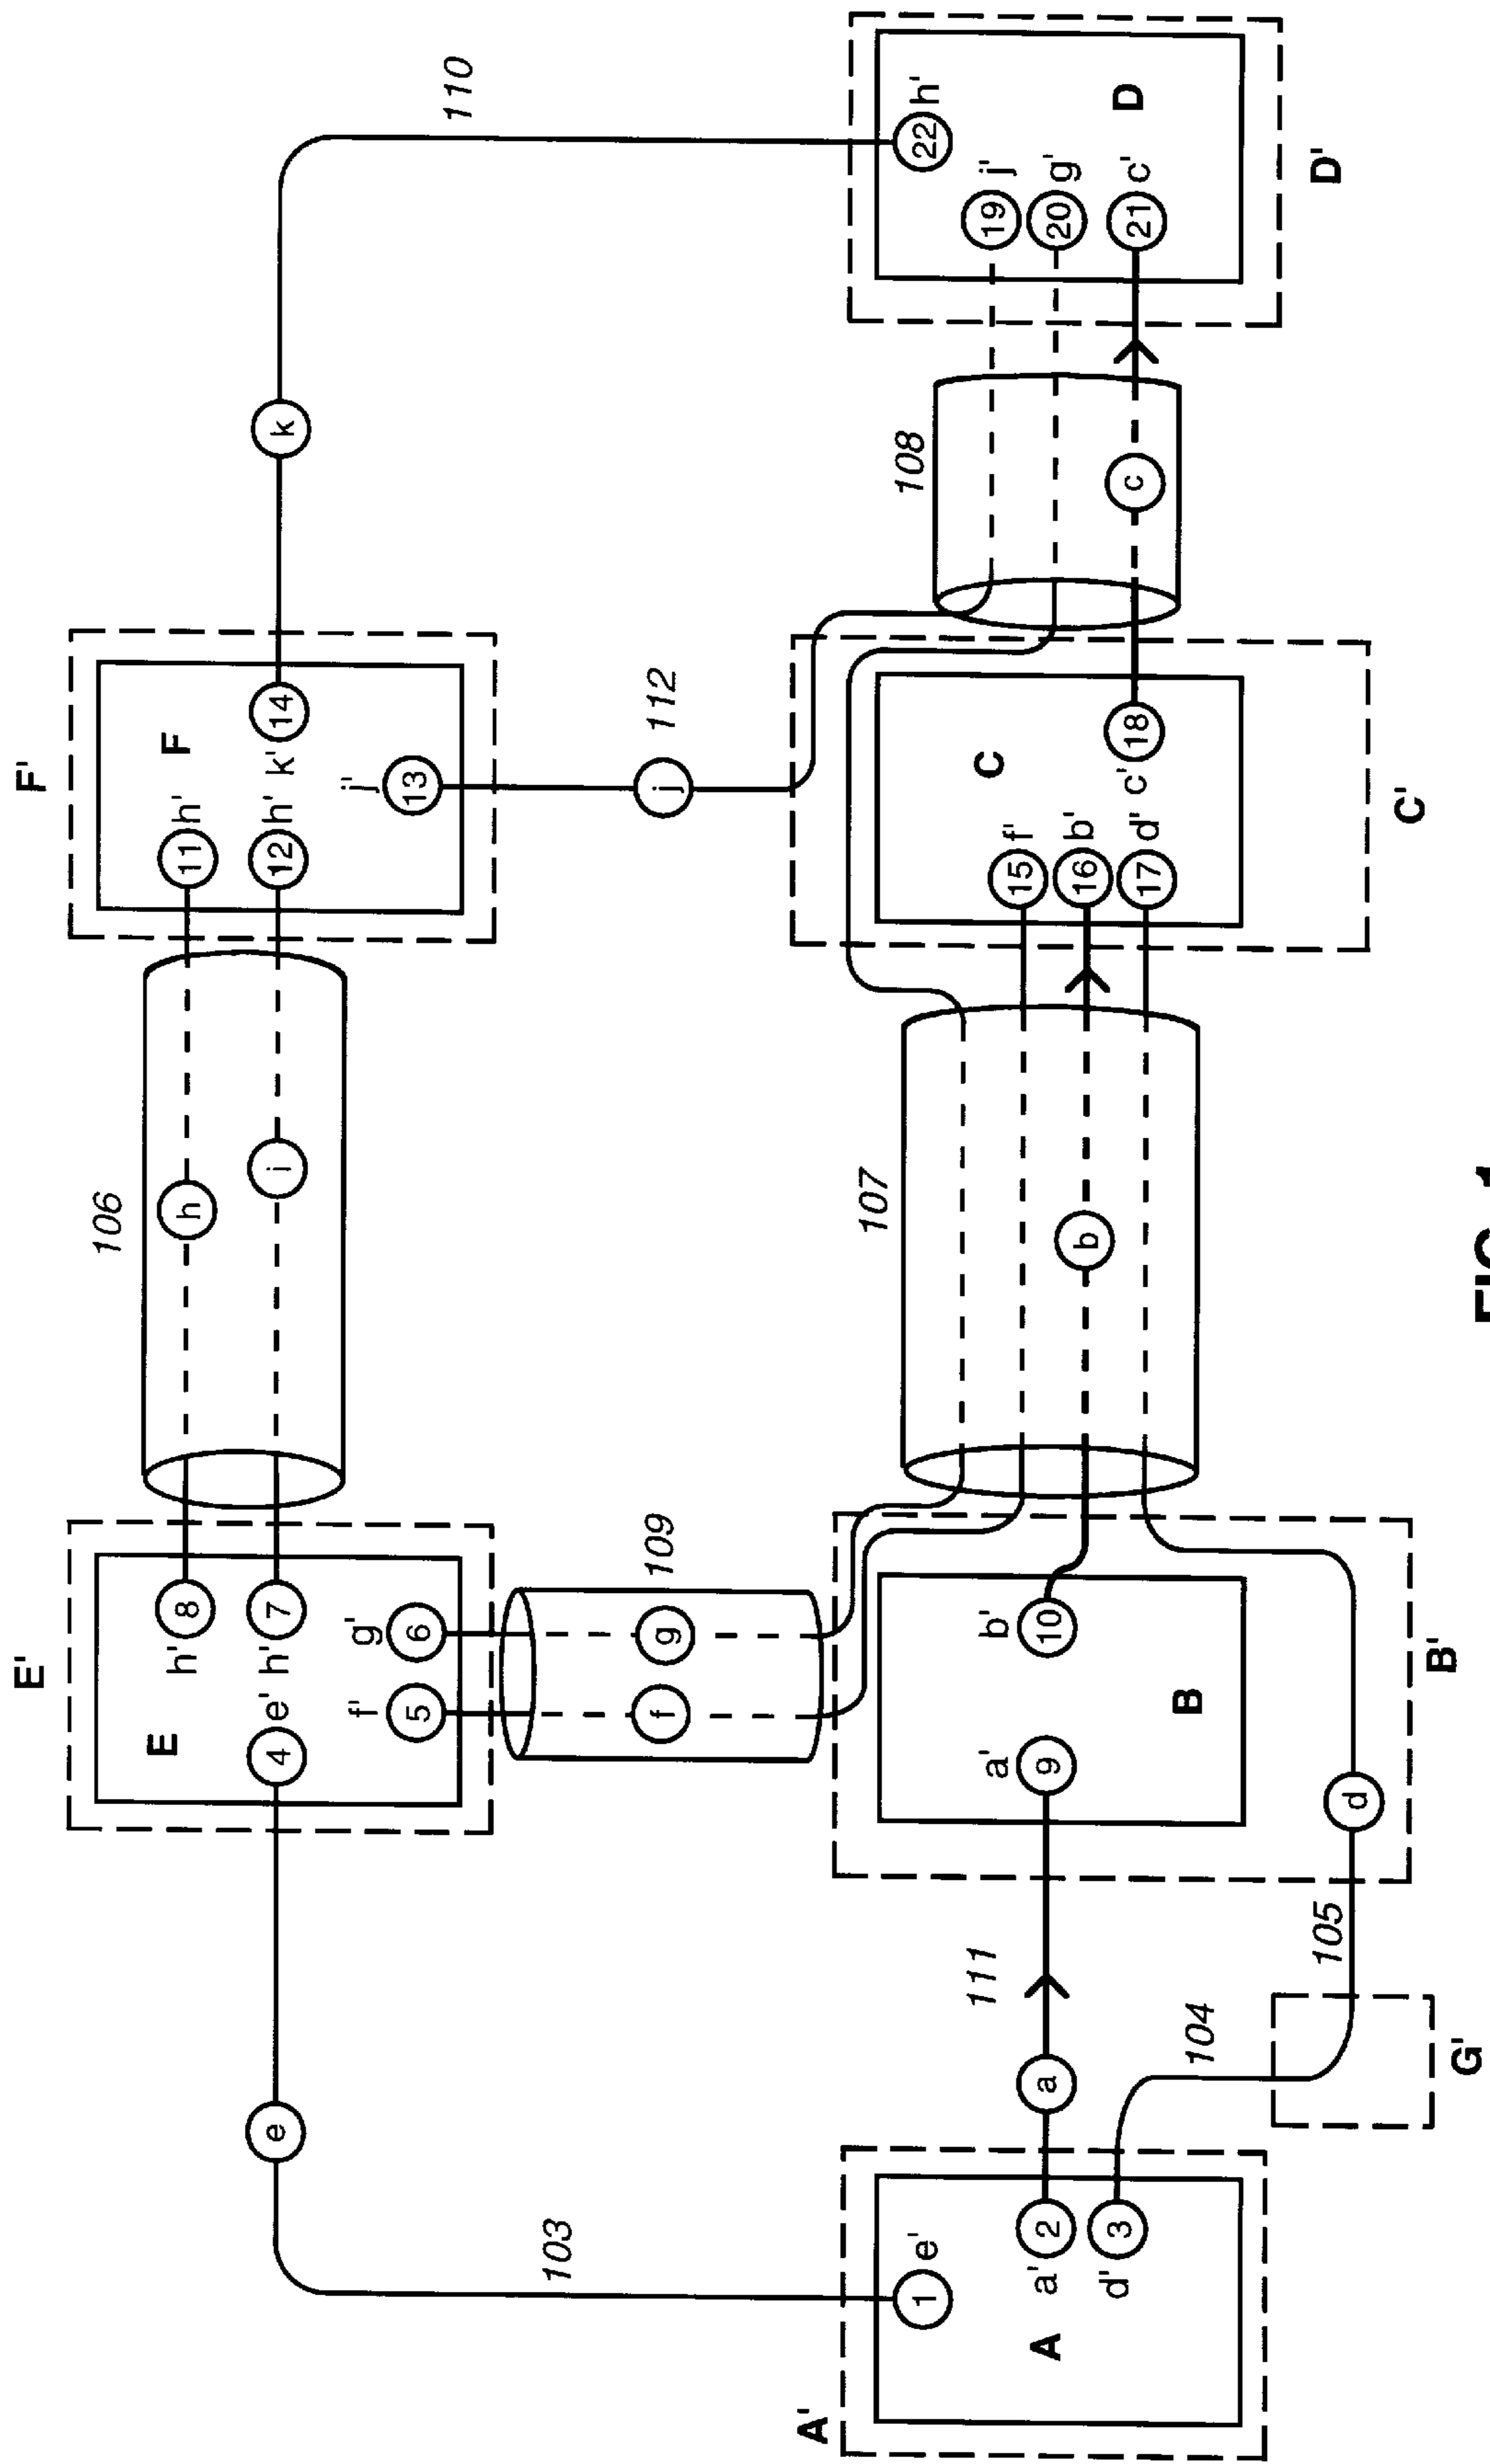 E'
E
h'
8
e'
h'
4
7
f'
g'
5
6
106
h
i
F'
F
11
h'
12
h'
k'
14
j'
13
e
103
109
f
g
k
110
112
j
A'
A
1
e'
a'
2
d'
3
a
111
104
105
G'
B'
B
a'
9
b'
10
d
107
b
C'
C
15
f'
16
b'
17
d'
c'
18
108
c
D'
D
22
h'
19
j'
20
g'
21
c'